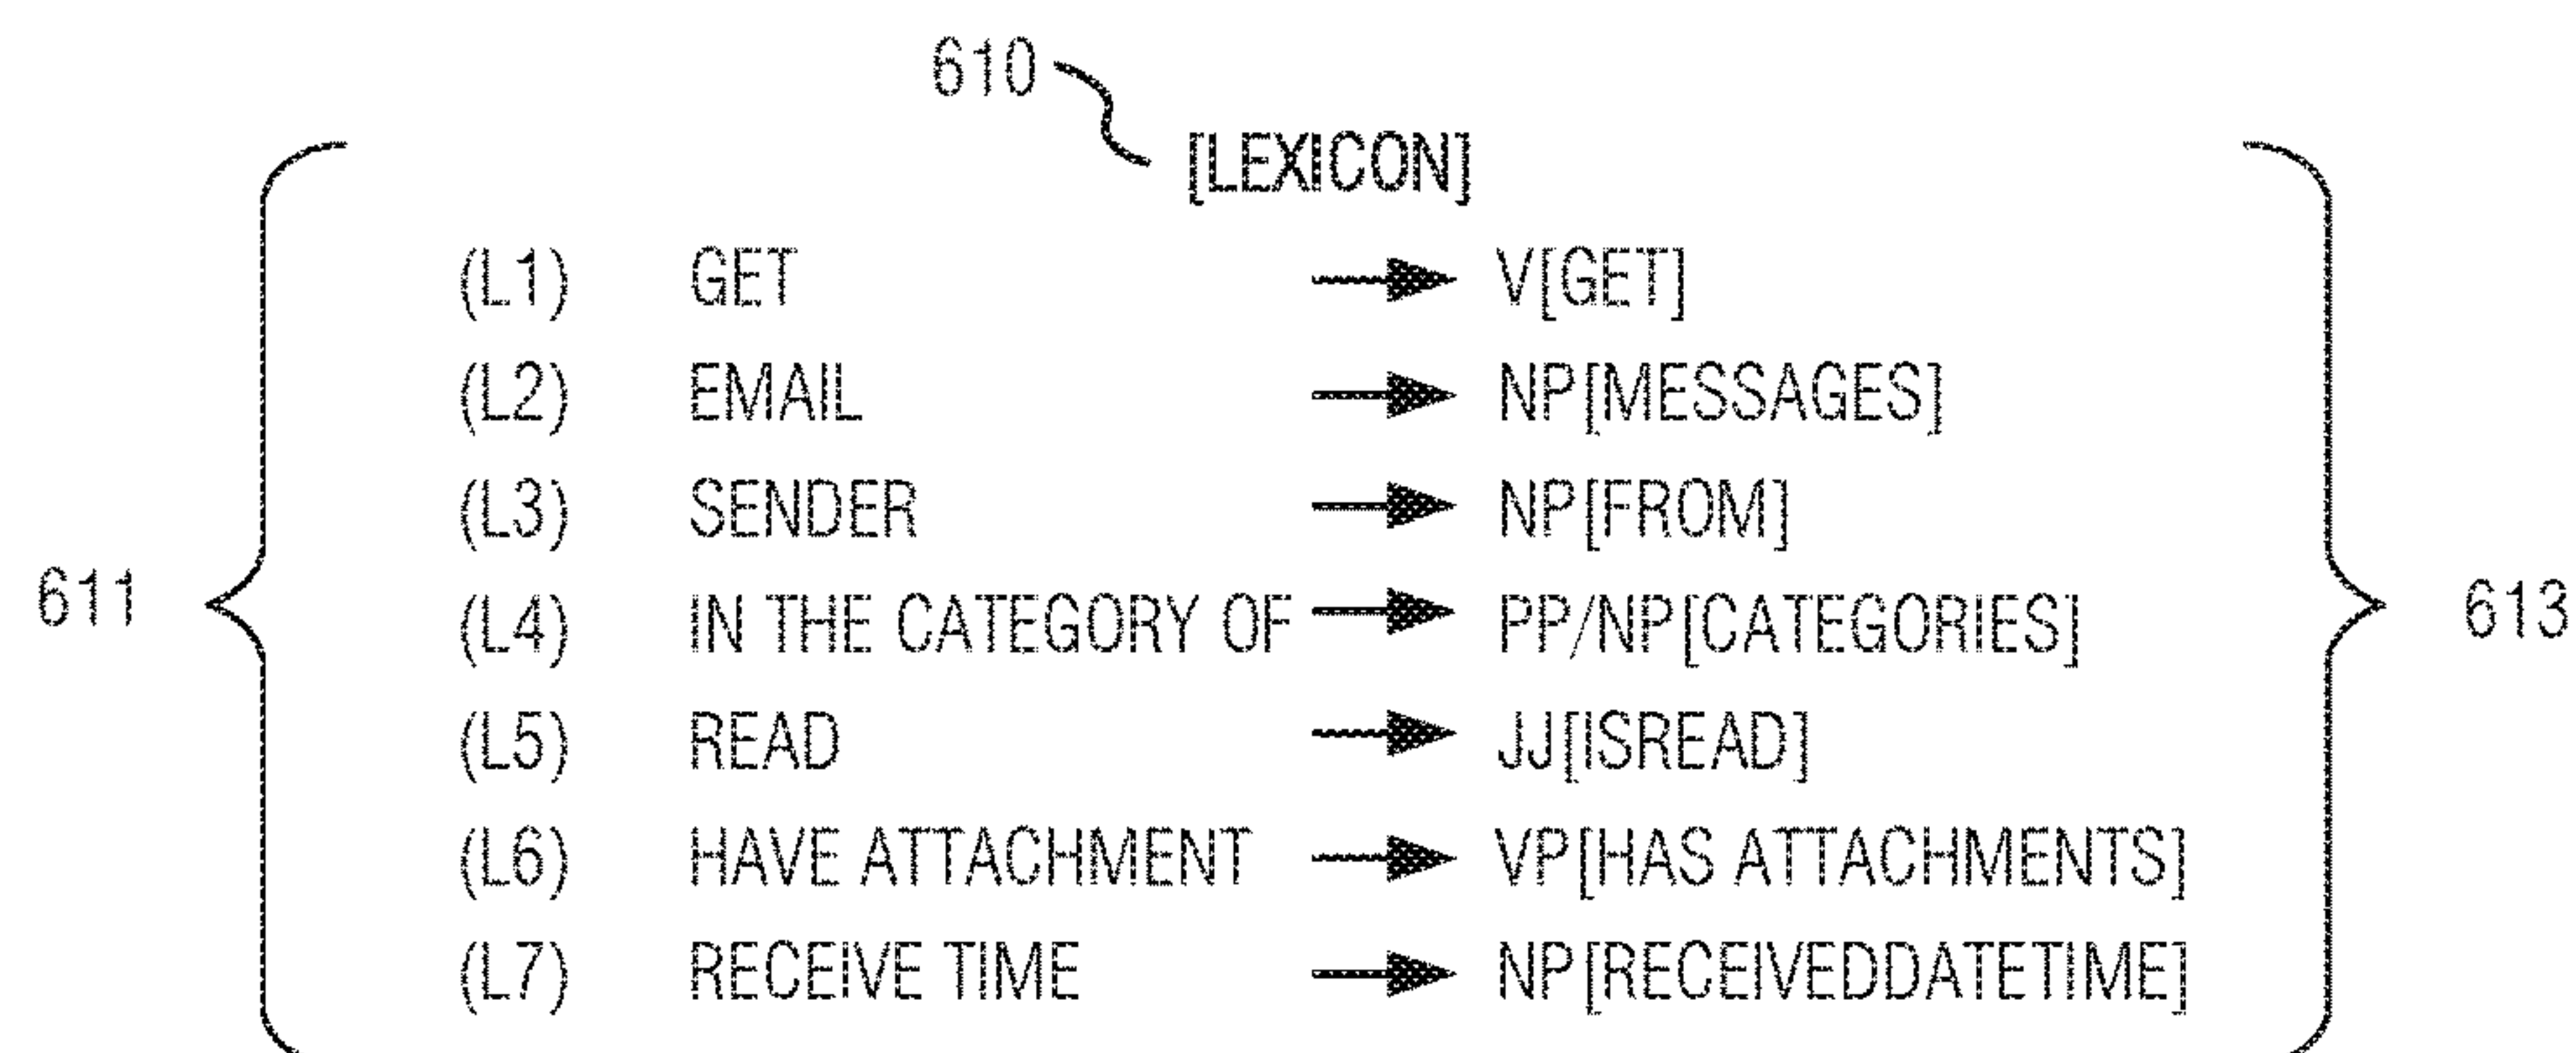 610
[LEXICON]
(L1) GET → V[GET]
(L2) EMAIL → NP[MESSAGES]
(L3) SENDER → NP[FROM]
611
(L4) IN THE CATEGORY OF → PP/NP[CATEGORIES]
613
(L5) READ → JJ[ISREAD]
(L6) HAVE ATTACHMENT → VP[HAS ATTACHMENTS]
(L7) RECEIVE TIME → NP[RECEIVEDDATETIME]